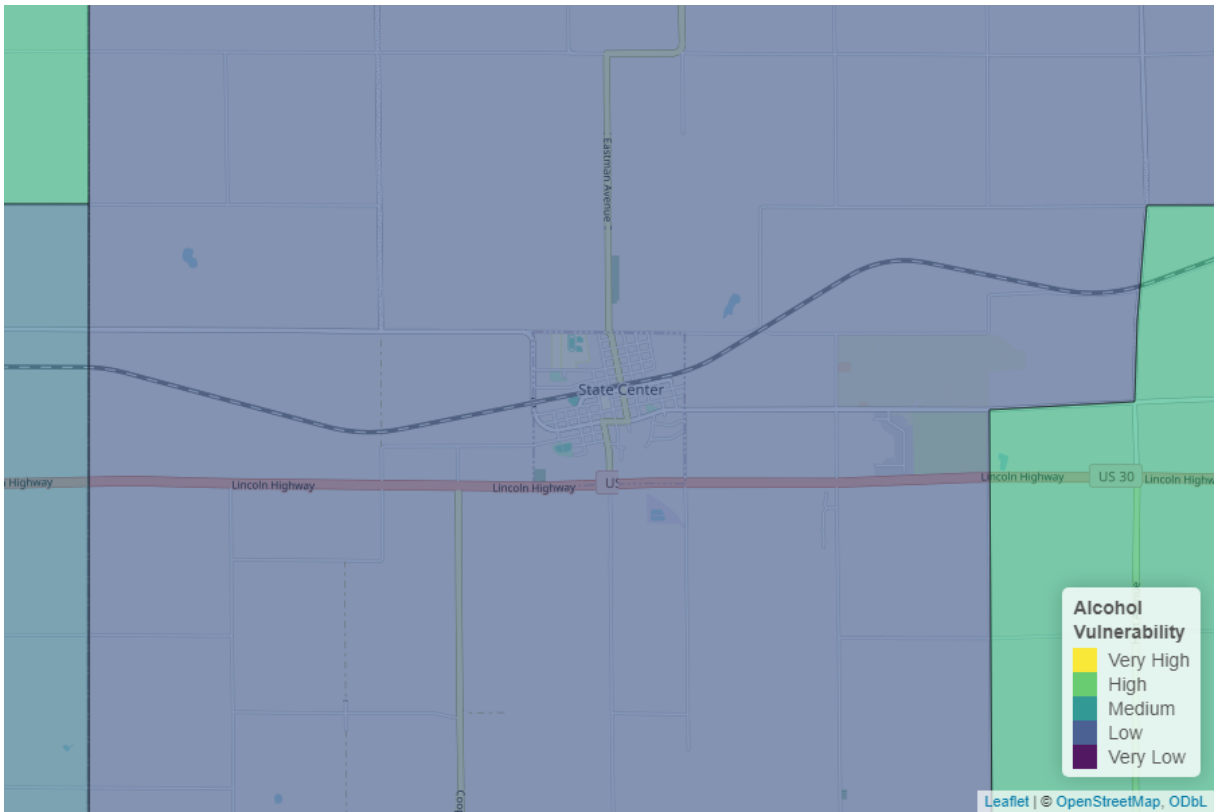 Eastman Avenue
State Center
Highway
Lincoln Highway
Lincoln Highway
US
Lincoln Highway
US 30
Lincoln Highw
Coop
Alcohol
Vulnerability
Very High
High
Medium
Low
Very Low
Leaflet | © OpenStreetMap, ODbL